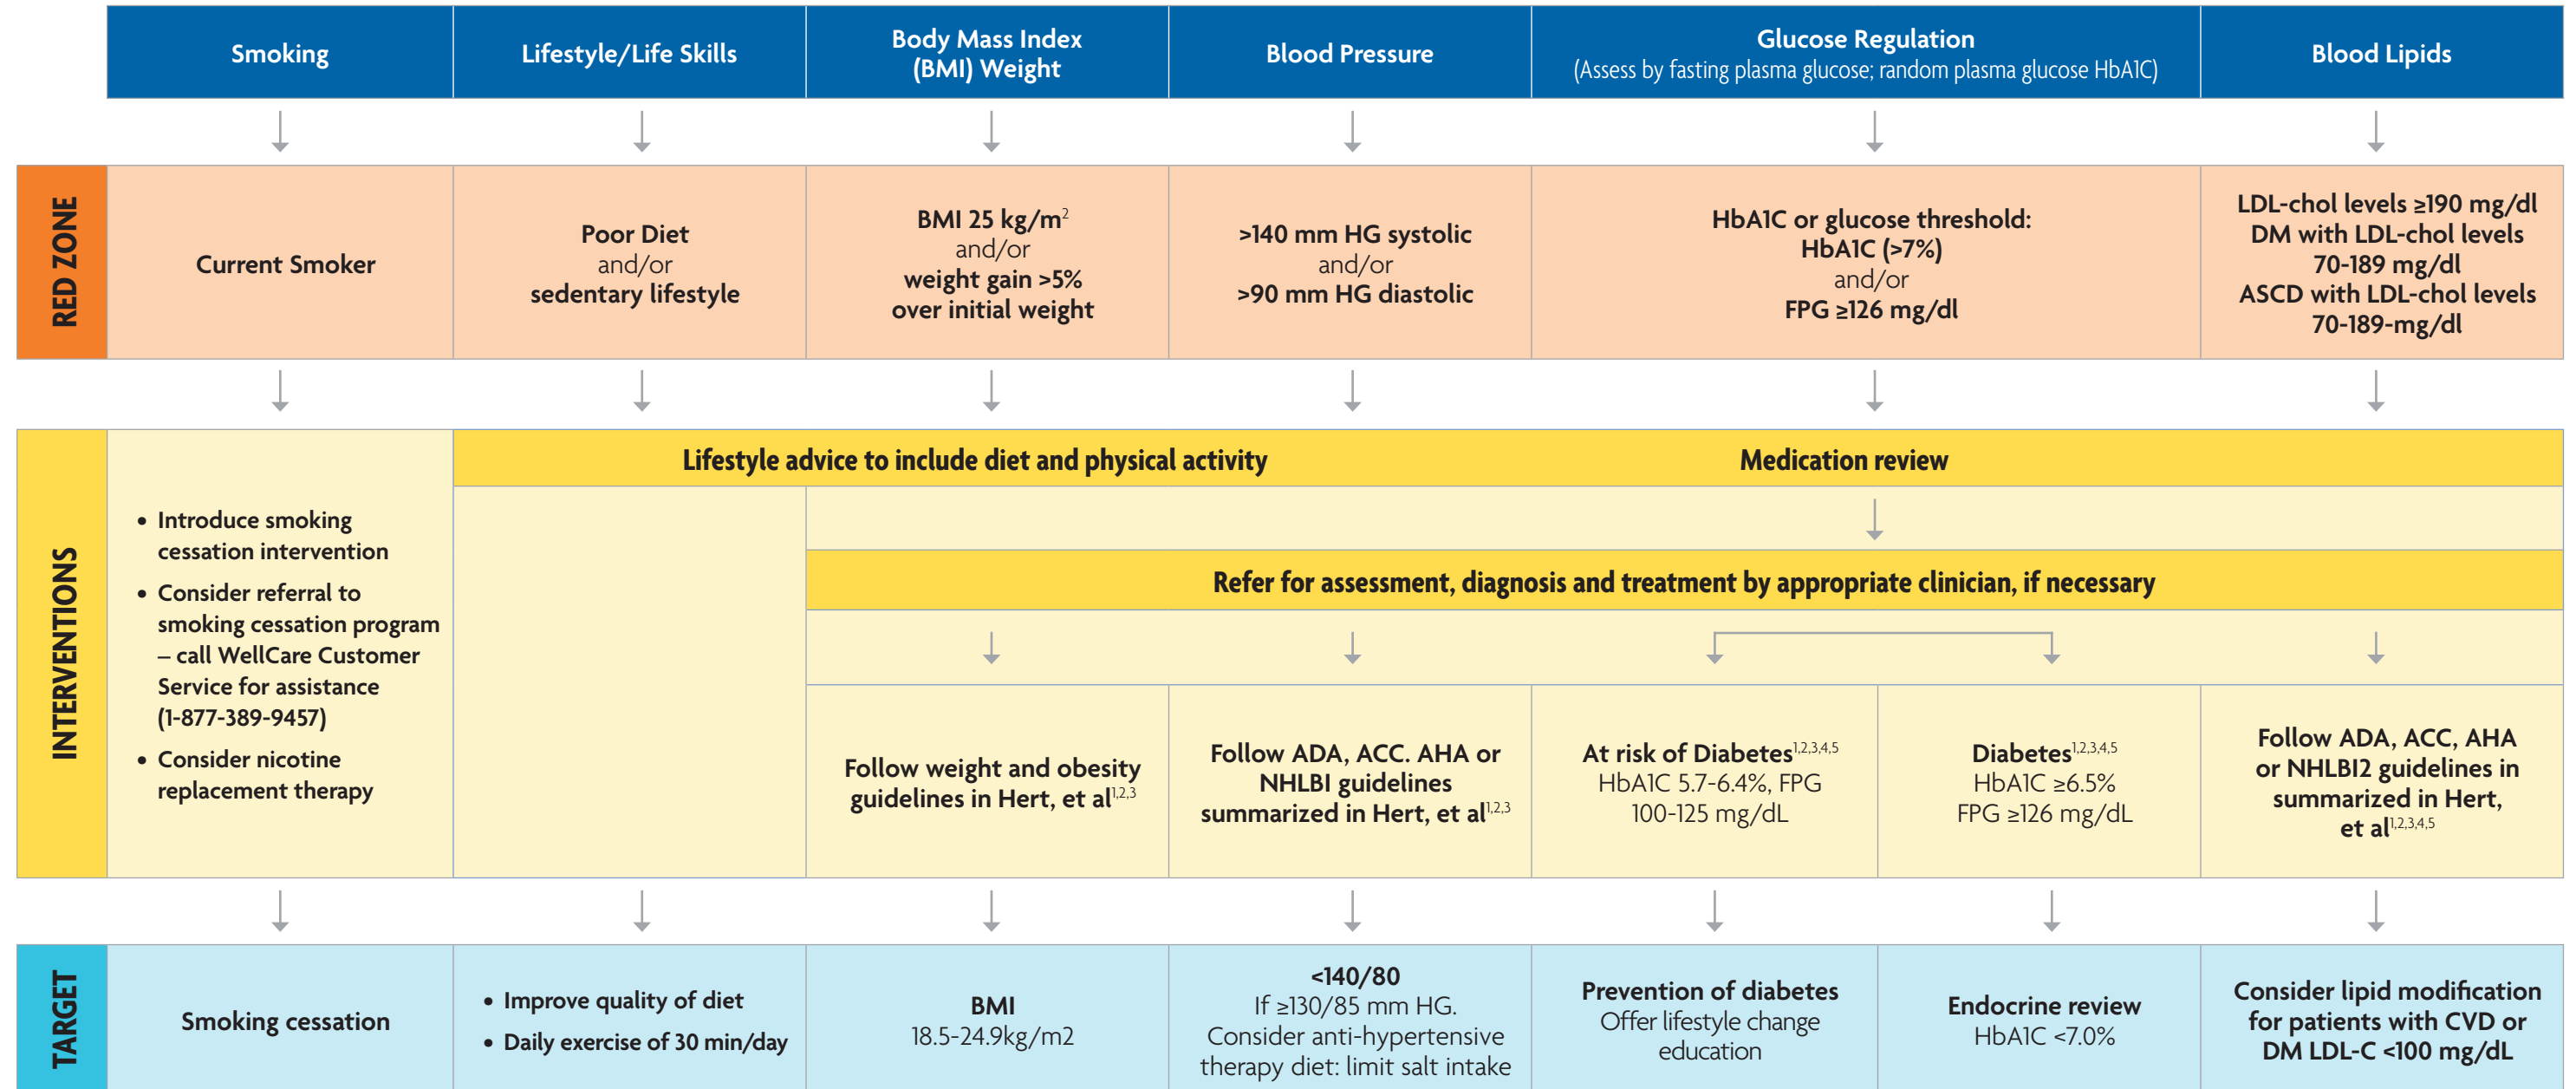 Smoking
Lifestyle/Life Skills
Body Mass Index
(BMI) Weight
Blood Pressure
Glucose Regulation
(Assess by fasting plasma glucose; random plasma glucose HbA1C)
Blood Lipids
RED ZONE
Current Smoker
Poor Diet
and/or
sedentary lifestyle
BMI 25 kg/m²
and/or
weight gain >5%
over initial weight
>140 mm HG systolic
and/or
>90 mm HG diastolic
HbA1C or glucose threshold:
HbA1C (>7%)
and/or
FPG ≥126 mg/dl
LDL-chol levels ≥190 mg/dl
DM with LDL-chol levels
70-189 mg/dl
ASCD with LDL-chol levels
70-189-mg/dl
INTERVENTIONS
• Introduce smoking
cessation intervention
• Consider referral to
smoking cessation program
– call WellCare Customer
Service for assistance
(1-877-389-9457)
• Consider nicotine
replacement therapy
Lifestyle advice to include diet and physical activity
Medication review
Refer for assessment, diagnosis and treatment by appropriate clinician, if necessary
Follow weight and obesity
guidelines in Hert, et al1,2,3
Follow ADA, ACC. AHA or
NHLBI guidelines
summarized in Hert, et al1,2,3
At risk of Diabetes1,2,3,4,5
HbA1C 5.7-6.4%, FPG
100-125 mg/dL
Diabetes1,2,3,4,5
HbA1C ≥6.5%
FPG ≥126 mg/dL
Follow ADA, ACC, AHA
or NHLBI2 guidelines in
summarized in Hert,
et al1,2,3,4,5
TARGET
Smoking cessation
• Improve quality of diet
• Daily exercise of 30 min/day
BMI
18.5-24.9kg/m2
<140/80
If ≥130/85 mm HG.
Consider anti-hypertensive
therapy diet: limit salt intake
Prevention of diabetes
Offer lifestyle change
education
Endocrine review
HbA1C <7.0%
Consider lipid modification
for patients with CVD or
DM LDL-C <100 mg/dL